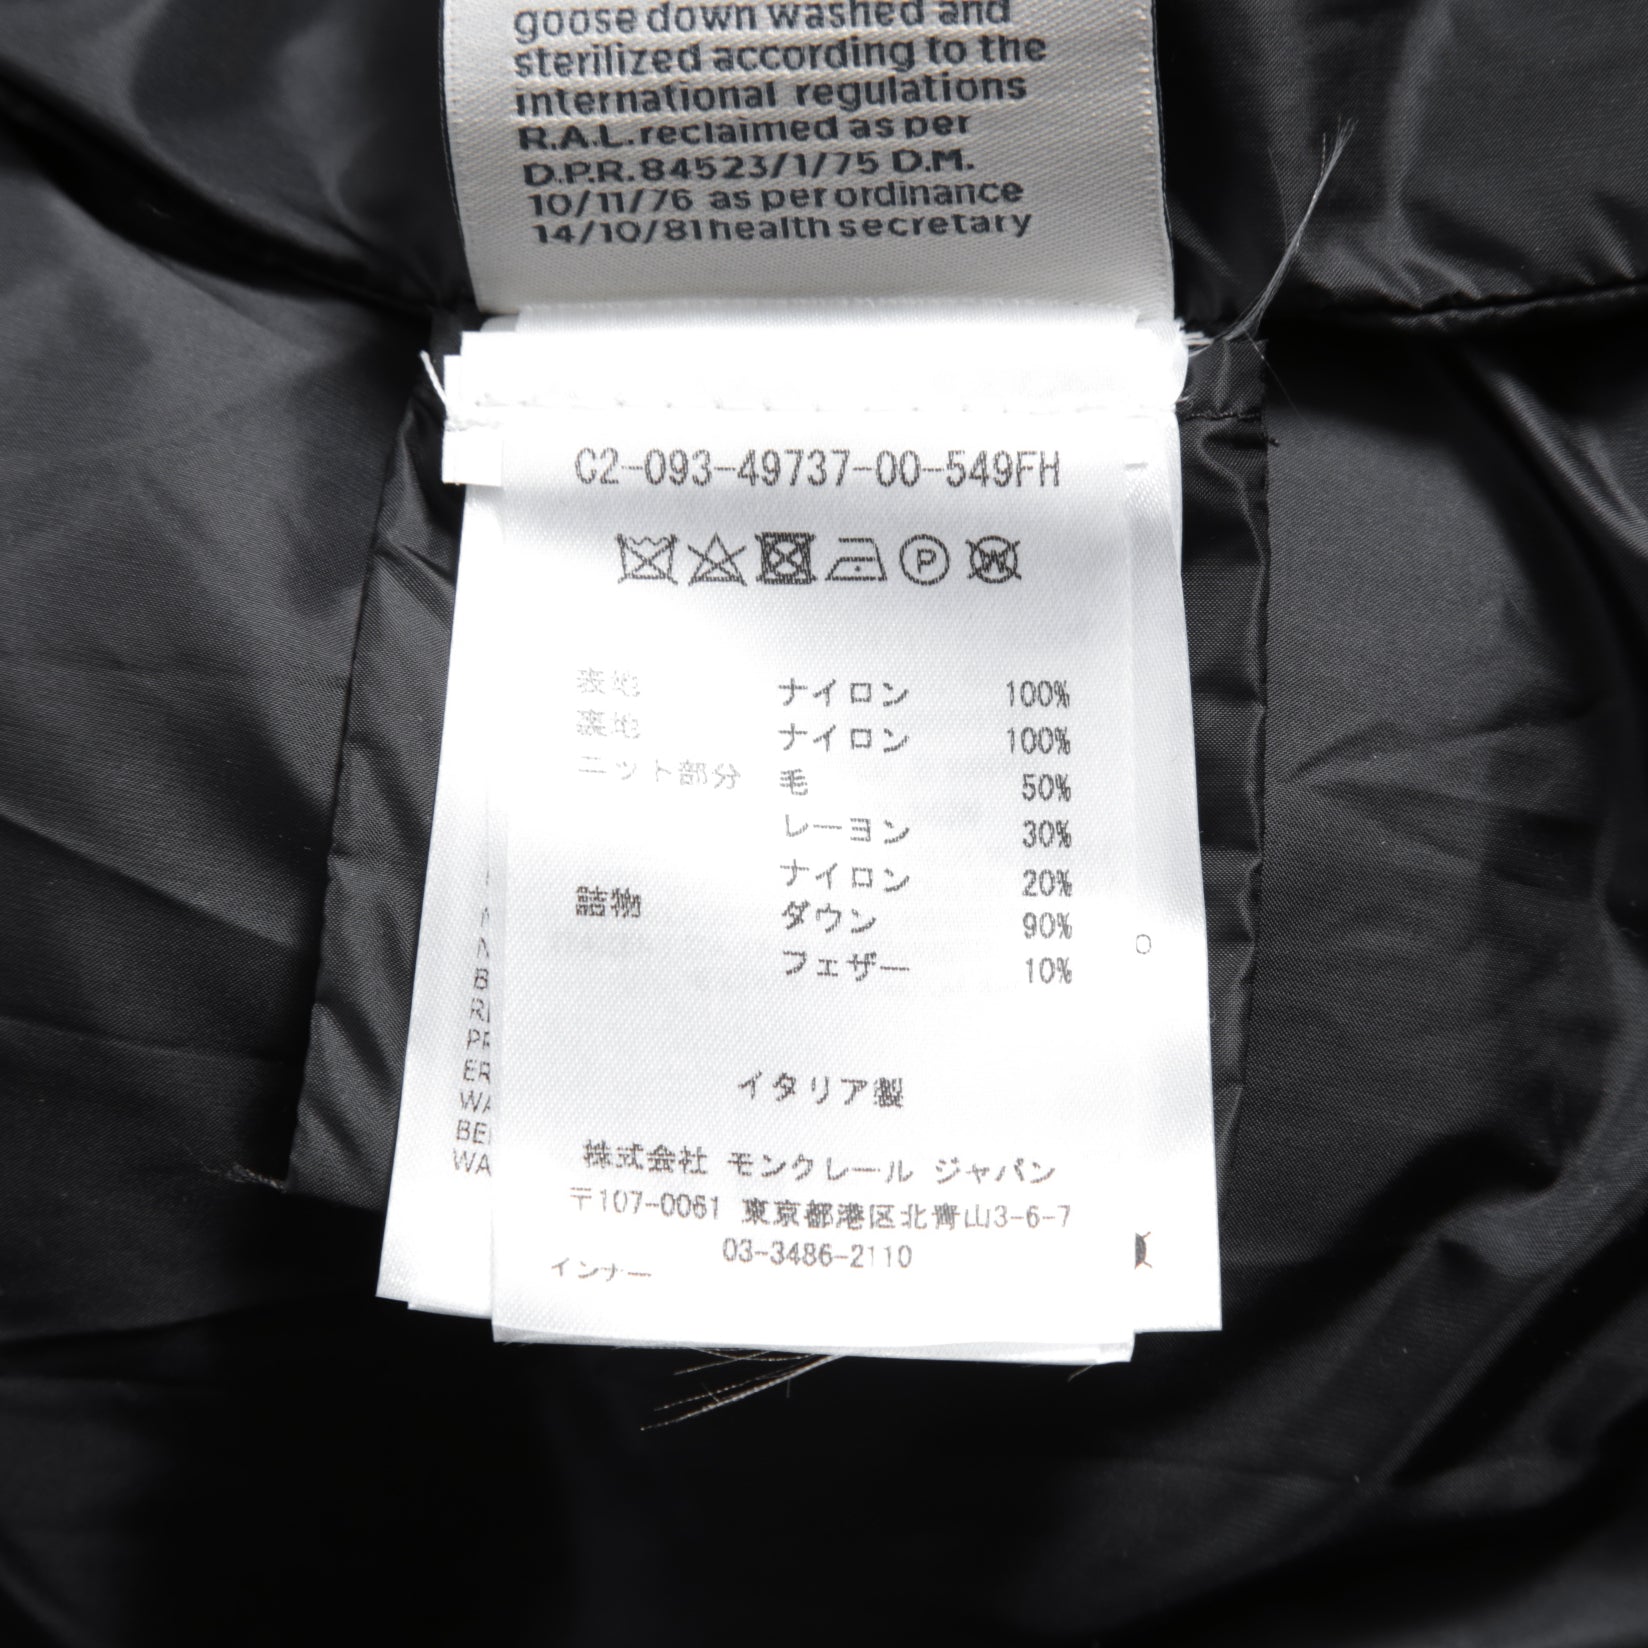 goose down washed and
sterilized according to the
international regulations
R.A.L. reclaimed as per
D.P.R. 84523/1/75 D.M.
10/11/76 as per ordinance
14/10/81 health secretary
C2-093-49737-00-549FH
P W
表地 ナイロン 100%
裏地 ナイロン 100%
ニット部分 毛 50%
レーヨン 30%
ナイロン 20%
詰物 ダウン 90%
フェザー 10%
イタリア製
株式会社 モンクレール ジャパン
〒107-0061 東京都港区北青山3-6-7
03-3486-2110
インナー